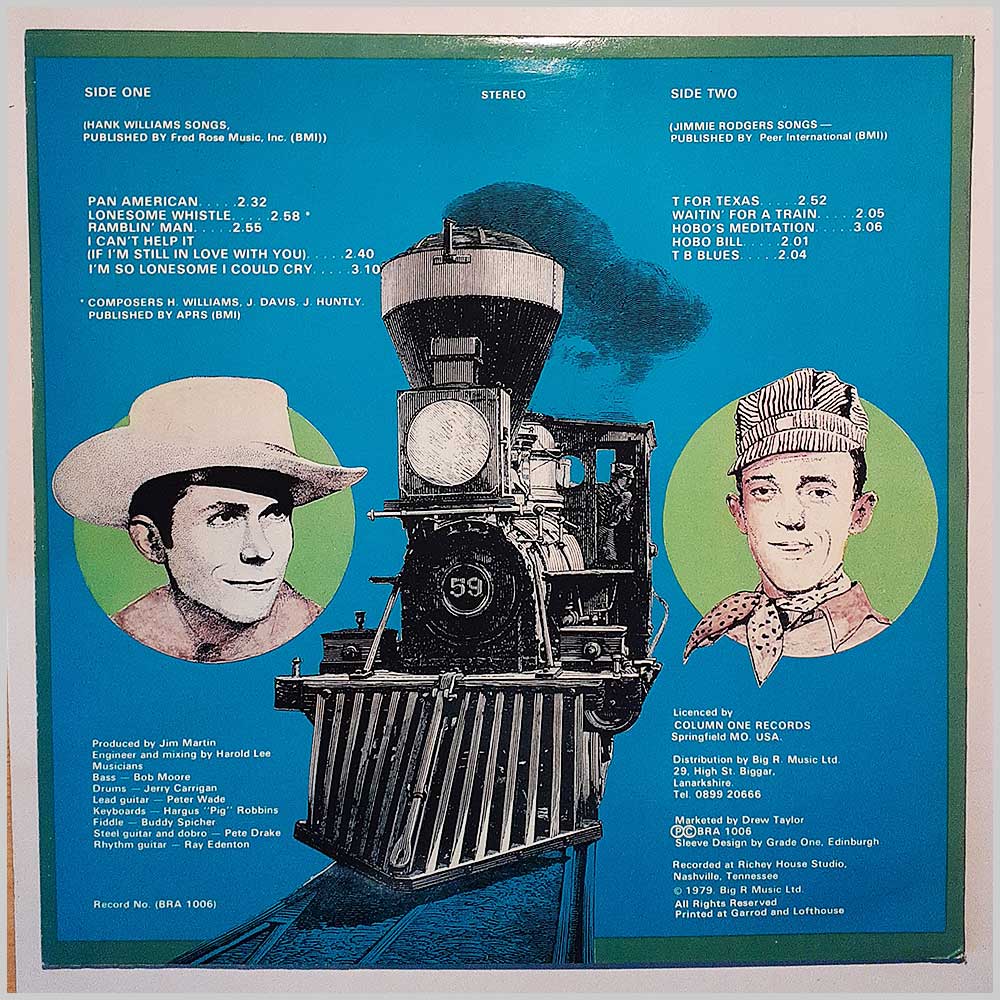 SIDE ONE
(HANK WILLIAMS SONGS,
PUBLISHED BY Fred Rose Music, Inc. (BMI))
PAN AMERICAN. . . . .2.32
LONESOME WHISTLE. . . . .2.58 *
RAMBLIN' MAN. . . . .2.55
I CAN'T HELP IT
(IF I'M STILL IN LOVE WITH YOU). . . . .2.40
I'M SO LONESOME I COULD CRY. . . . .3.10
* COMPOSERS H. WILLIAMS, J. DAVIS. J. HUNTLY.
PUBLISHED BY APRS (BMI)
STEREO
SIDE TWO
(JIMMIE RODGERS SONGS —
PUBLISHED BY Peer International (BMI))
T FOR TEXAS. . . . .2.52
WAITIN' FOR A TRAIN. . . . .2.05
HOBO'S MEDITATION. . . . .3.06
HOBO BILL. . . . .2.01
T B BLUES. . . . .2.04
59
Produced by Jim Martin
Engineer and mixing by Harold Lee
Musicians
Bass — Bob Moore
Drums — Jerry Carrigan
Lead guitar — Peter Wade
Keyboards — Hargus "Pig" Robbins
Fiddle — Buddy Spicher
Steel guitar and dobro — Pete Drake
Rhythm guitar — Ray Edenton
Record No. (BRA 1006)
Licenced by
COLUMN ONE RECORDS
Springfield MO. USA.
Distribution by Big R. Music Ltd.
29, High St. Biggar,
Lanarkshire
Tel. 0899 20666
Marketed by Drew Taylor
Ⓟ©BRA 1006
Sleeve Design by Grade One, Edinburgh
Recorded at Richey House Studio,
Nashville, Tennessee
© 1979. Big R Music Ltd.
All Rights Reserved
Printed at Garrod and Lofthouse